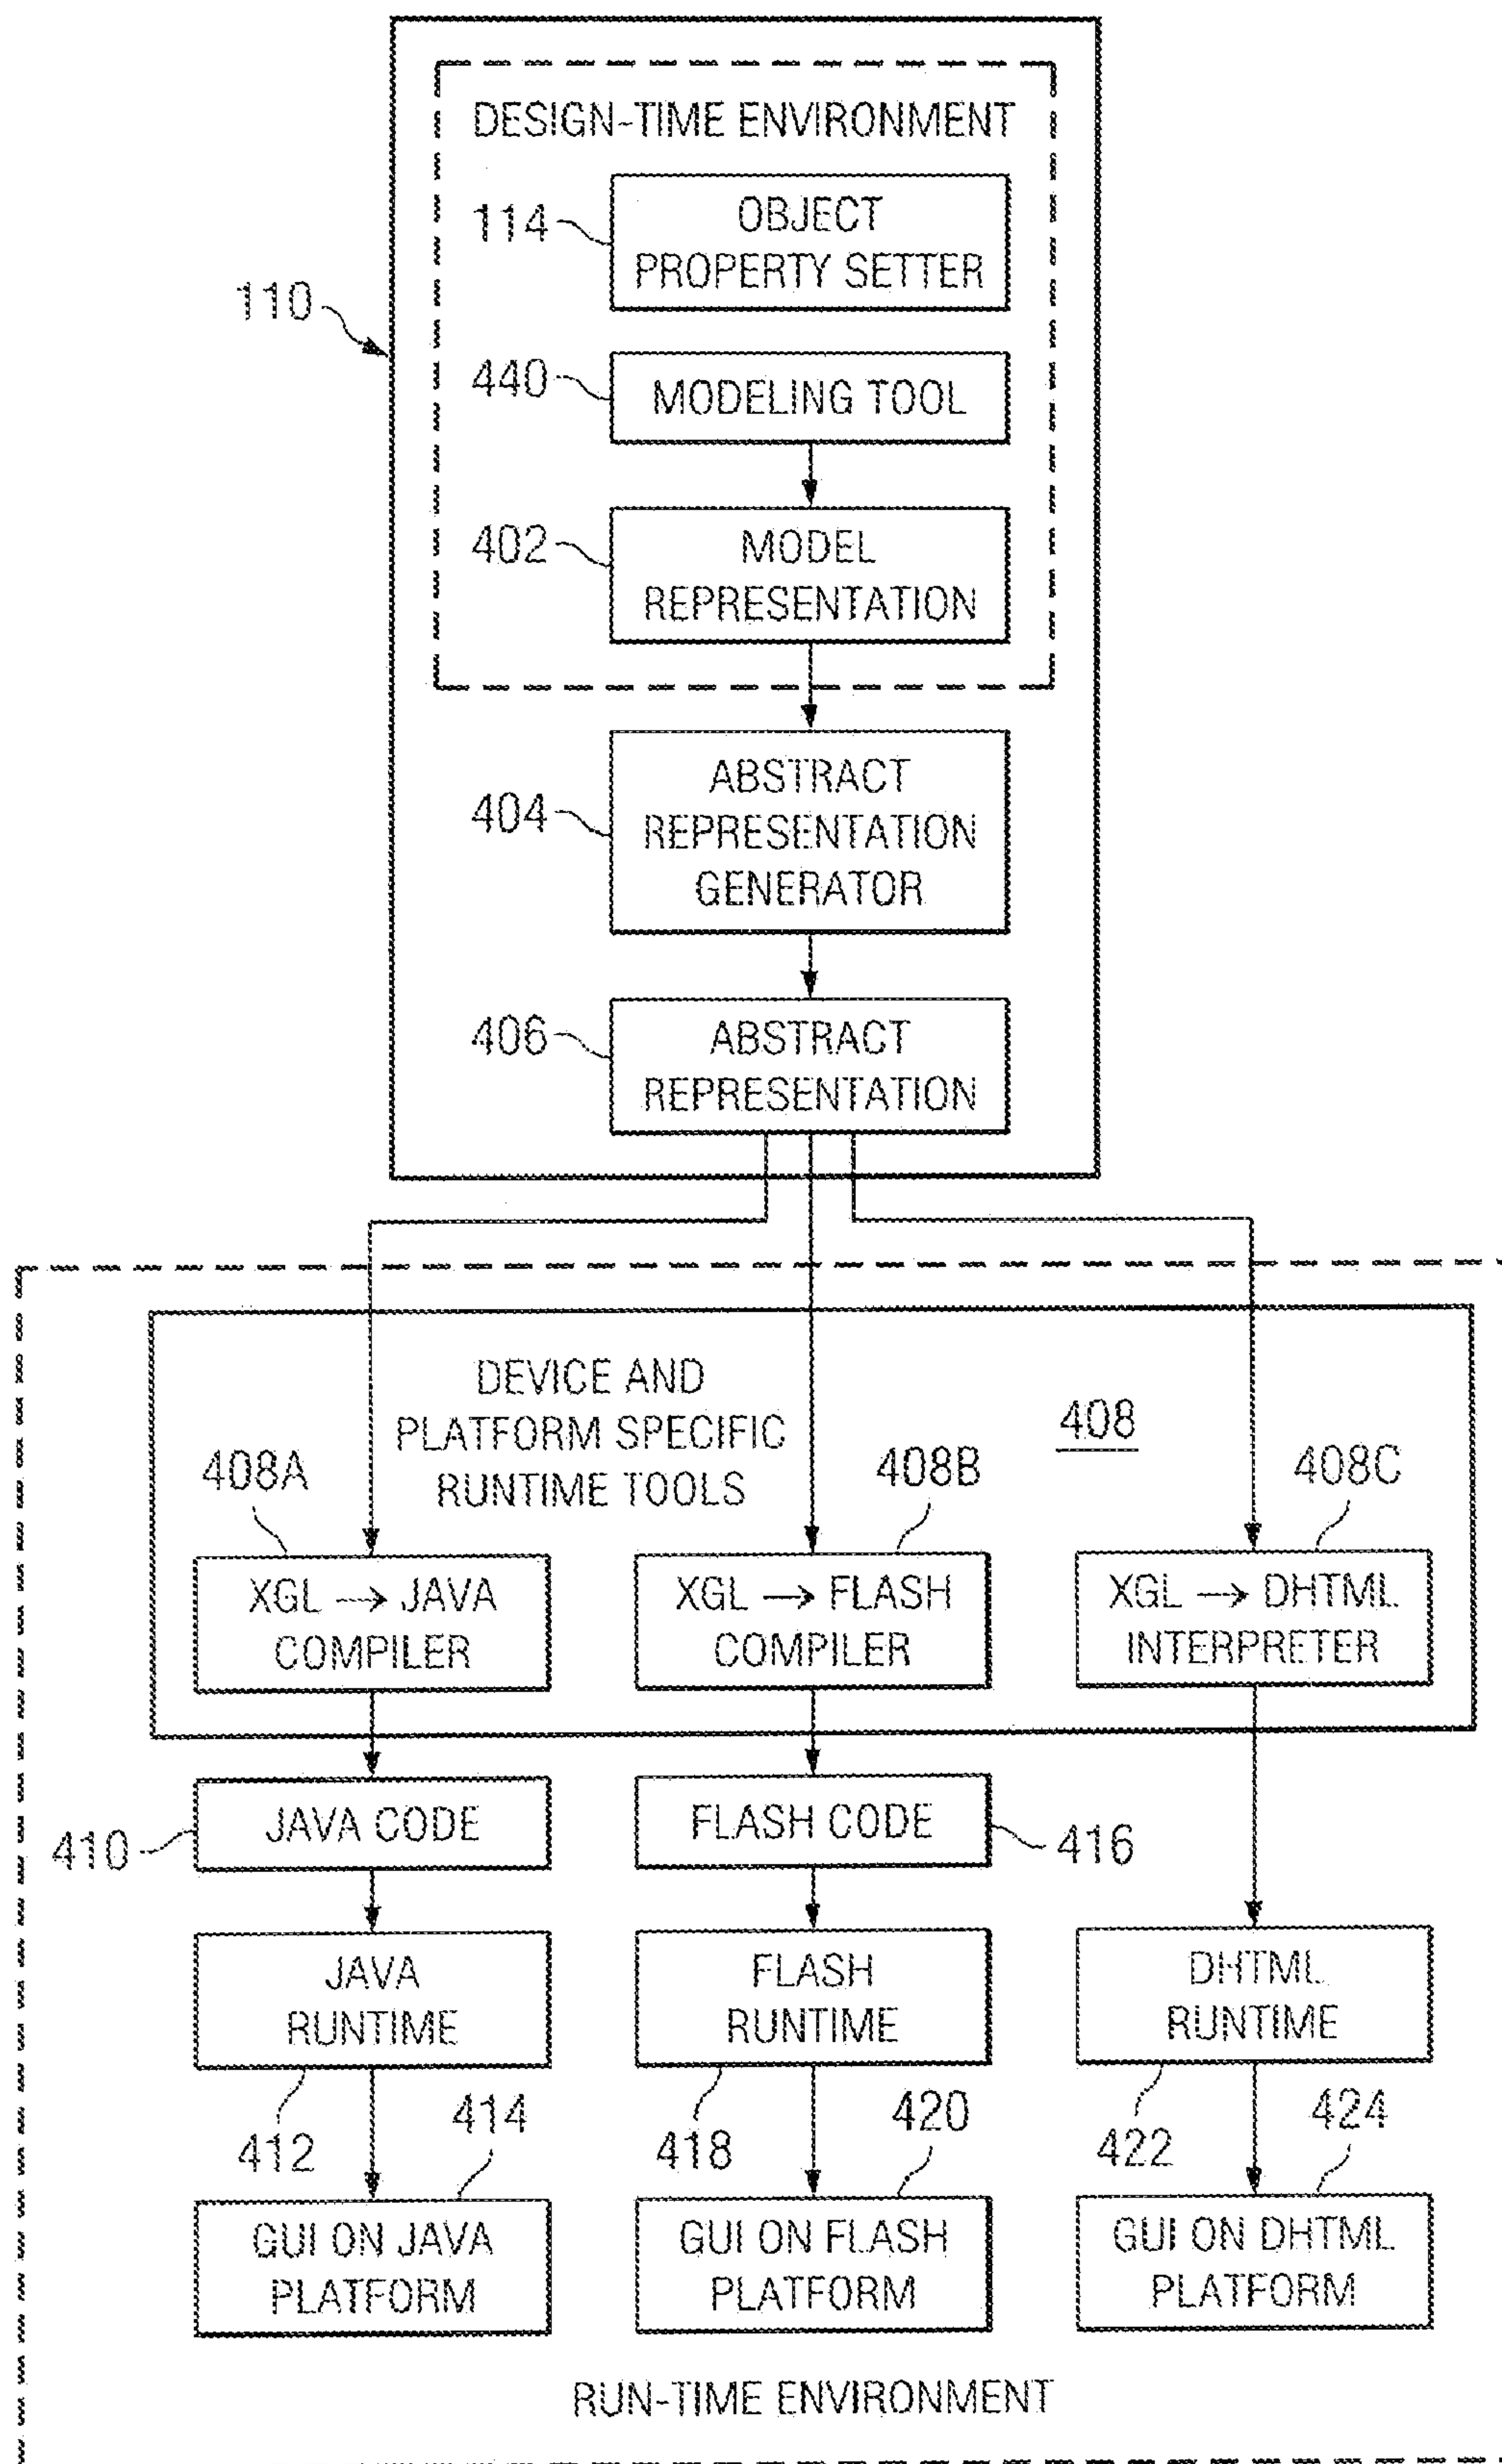 DESIGN-TIME ENVIRONMENT
114
OBJECT
PROPERTY SETTER
110
440
MODELING TOOL
402
MODEL
REPRESENTATION
404
ABSTRACT
REPRESENTATION
GENERATOR
406
ABSTRACT
REPRESENTATION
DEVICE AND
PLATFORM SPECIFIC
RUNTIME TOOLS
408
408A
408B
408C
XGL → JAVA
COMPILER
XGL → FLASH
COMPILER
XGL → DHTML
INTERPRETER
410
JAVA CODE
FLASH CODE
416
JAVA
RUNTIME
FLASH
RUNTIME
DHTML
RUNTIME
412
414
418
420
422
424
GUI ON JAVA
PLATFORM
GUI ON FLASH
PLATFORM
GUI ON DHTML
PLATFORM
RUN-TIME ENVIRONMENT